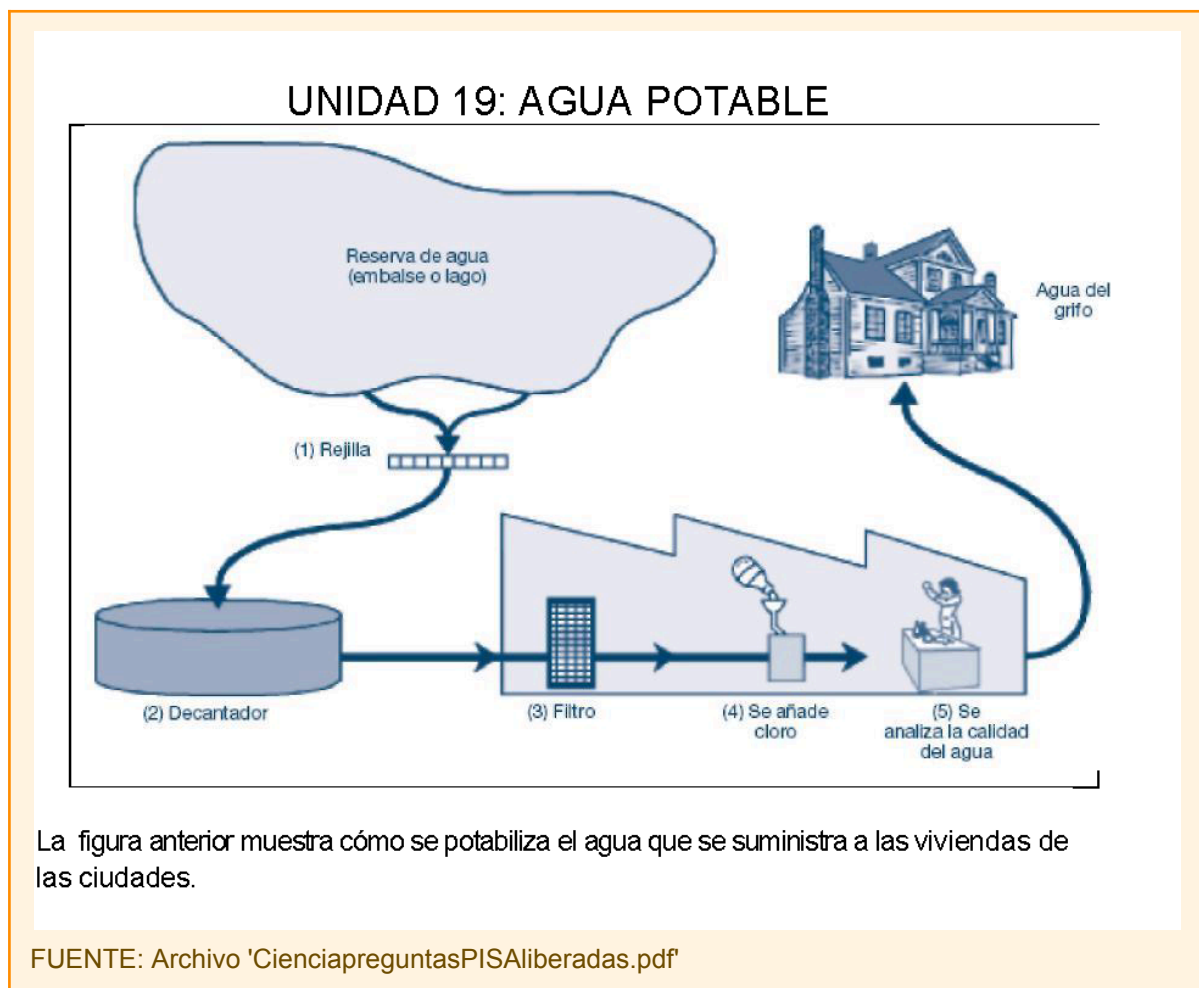 UNIDAD 19: AGUA POTABLE
Reserva de agua
(embalse o lago)
Agua del
grifo
(1) Rejilla
(2) Decantador
(3) Filtro
(4) Se añade
cloro
(5) Se
analiza la calidad
del agua
La figura anterior muestra cómo se potabiliza el agua que se suministra a las viviendas de
las ciudades.
FUENTE: Archivo 'CienciapreguntasPISAliberadas.pdf'